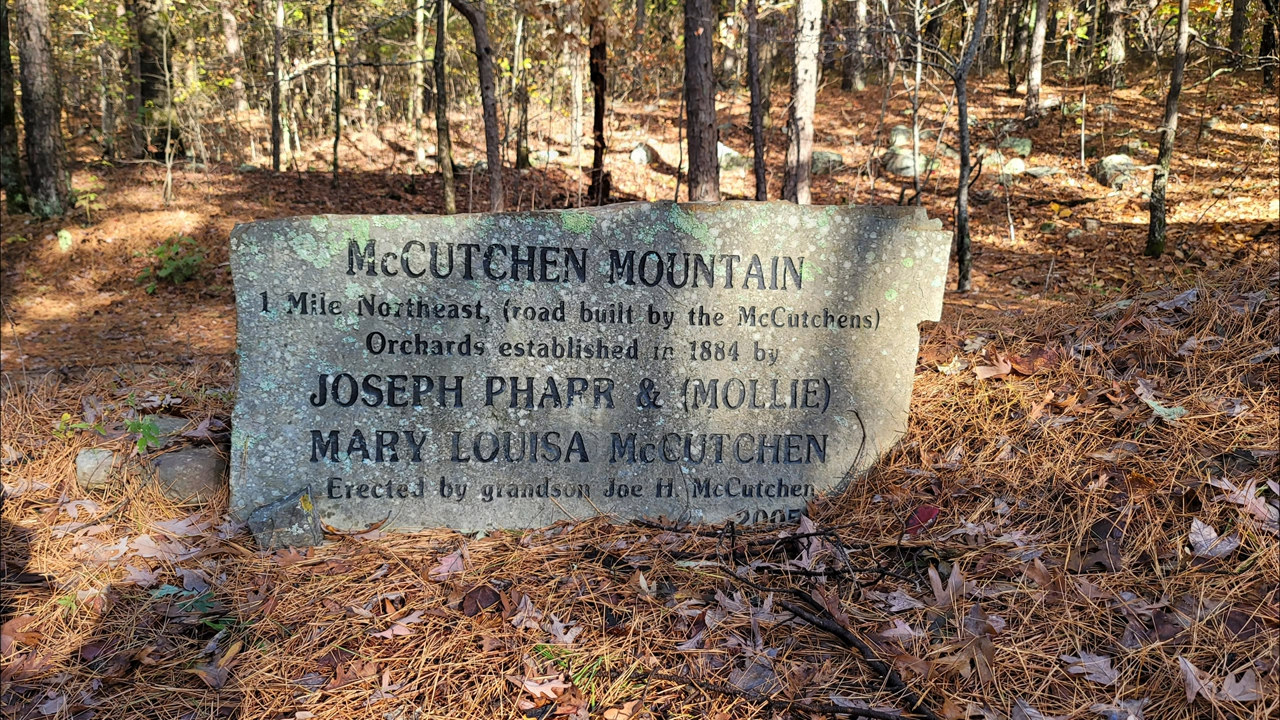 McCUTCHEN MOUNTAIN
1 Mile Northeast, (road built by the McCutchens)
Orchards established in 1884 by
JOSEPH PHARR & (MOLLIE)
MARY LOUISA McCUTCHEN
Erected by grandson Joe H. McCutchen
2005